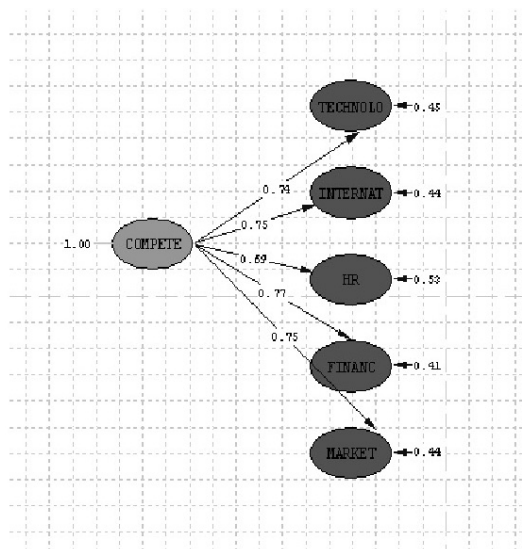 TECHNOLO
0.45
0.74
INTERNAT
0.44
0.75
1.00
COMPETE
0.69
HR
0.53
0.77
0.75
FINANC
0.41
MARKET
0.44